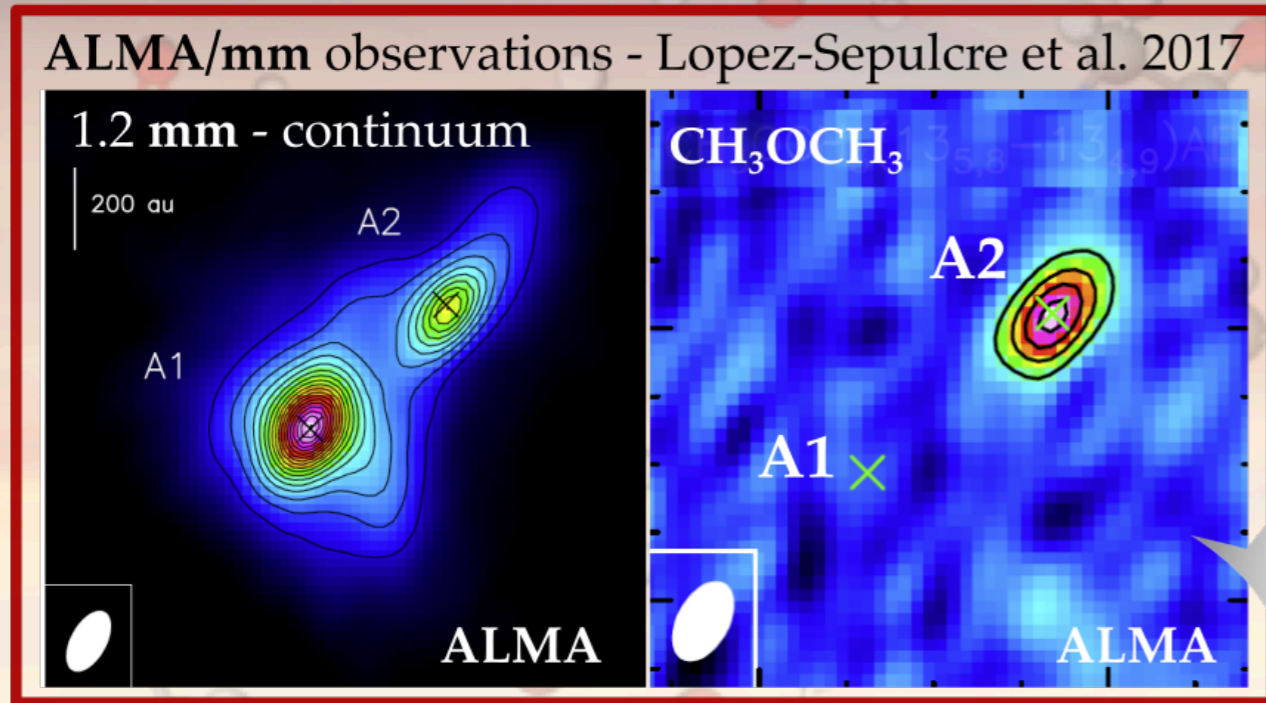 ALMA/mm observations - Lopez-Sepulcre et al. 2017
1.2 mm - continuum
200 au
A2
A1
ALMA
CH₃OCH₃
A2
A1
ALMA